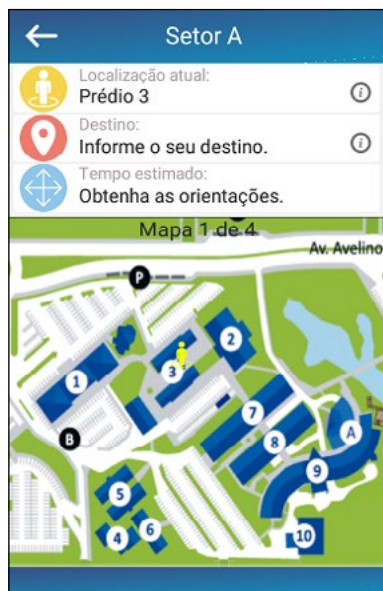 Setor A
Localização atual:
Prédio 3
Destino:
Informe o seu destino.
Tempo estimado:
Obtenha as orientações.
Mapa 1 de 4
Av. Avelino
P
2
3
1
7
A
B
8
9
5
4
6
10